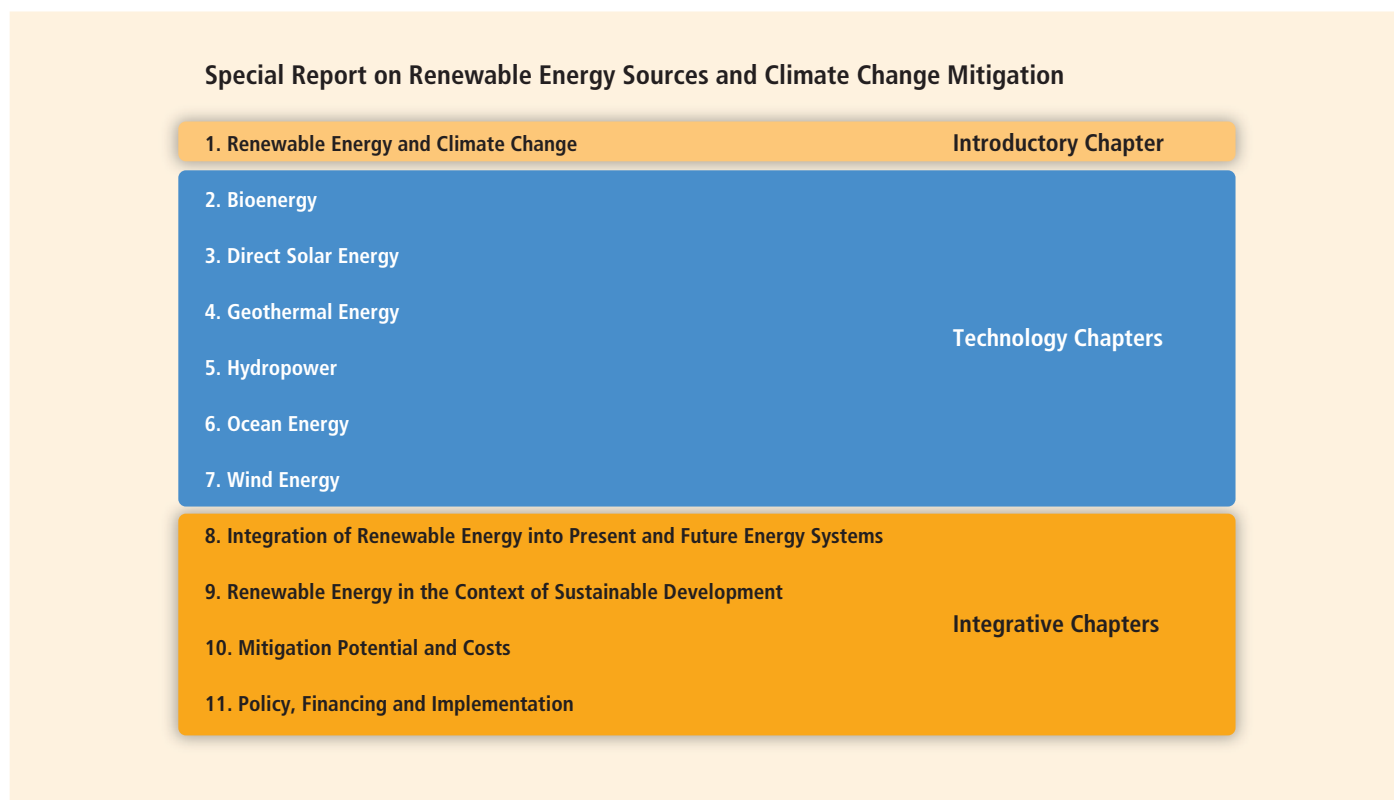 Special Report on Renewable Energy Sources and Climate Change Mitigation
1. Renewable Energy and Climate Change
Introductory Chapter
2. Bioenergy
3. Direct Solar Energy
4. Geothermal Energy
5. Hydropower
6. Ocean Energy
7. Wind Energy
Technology Chapters
8. Integration of Renewable Energy into Present and Future Energy Systems
9. Renewable Energy in the Context of Sustainable Development
10. Mitigation Potential and Costs
11. Policy, Financing and Implementation
Integrative Chapters